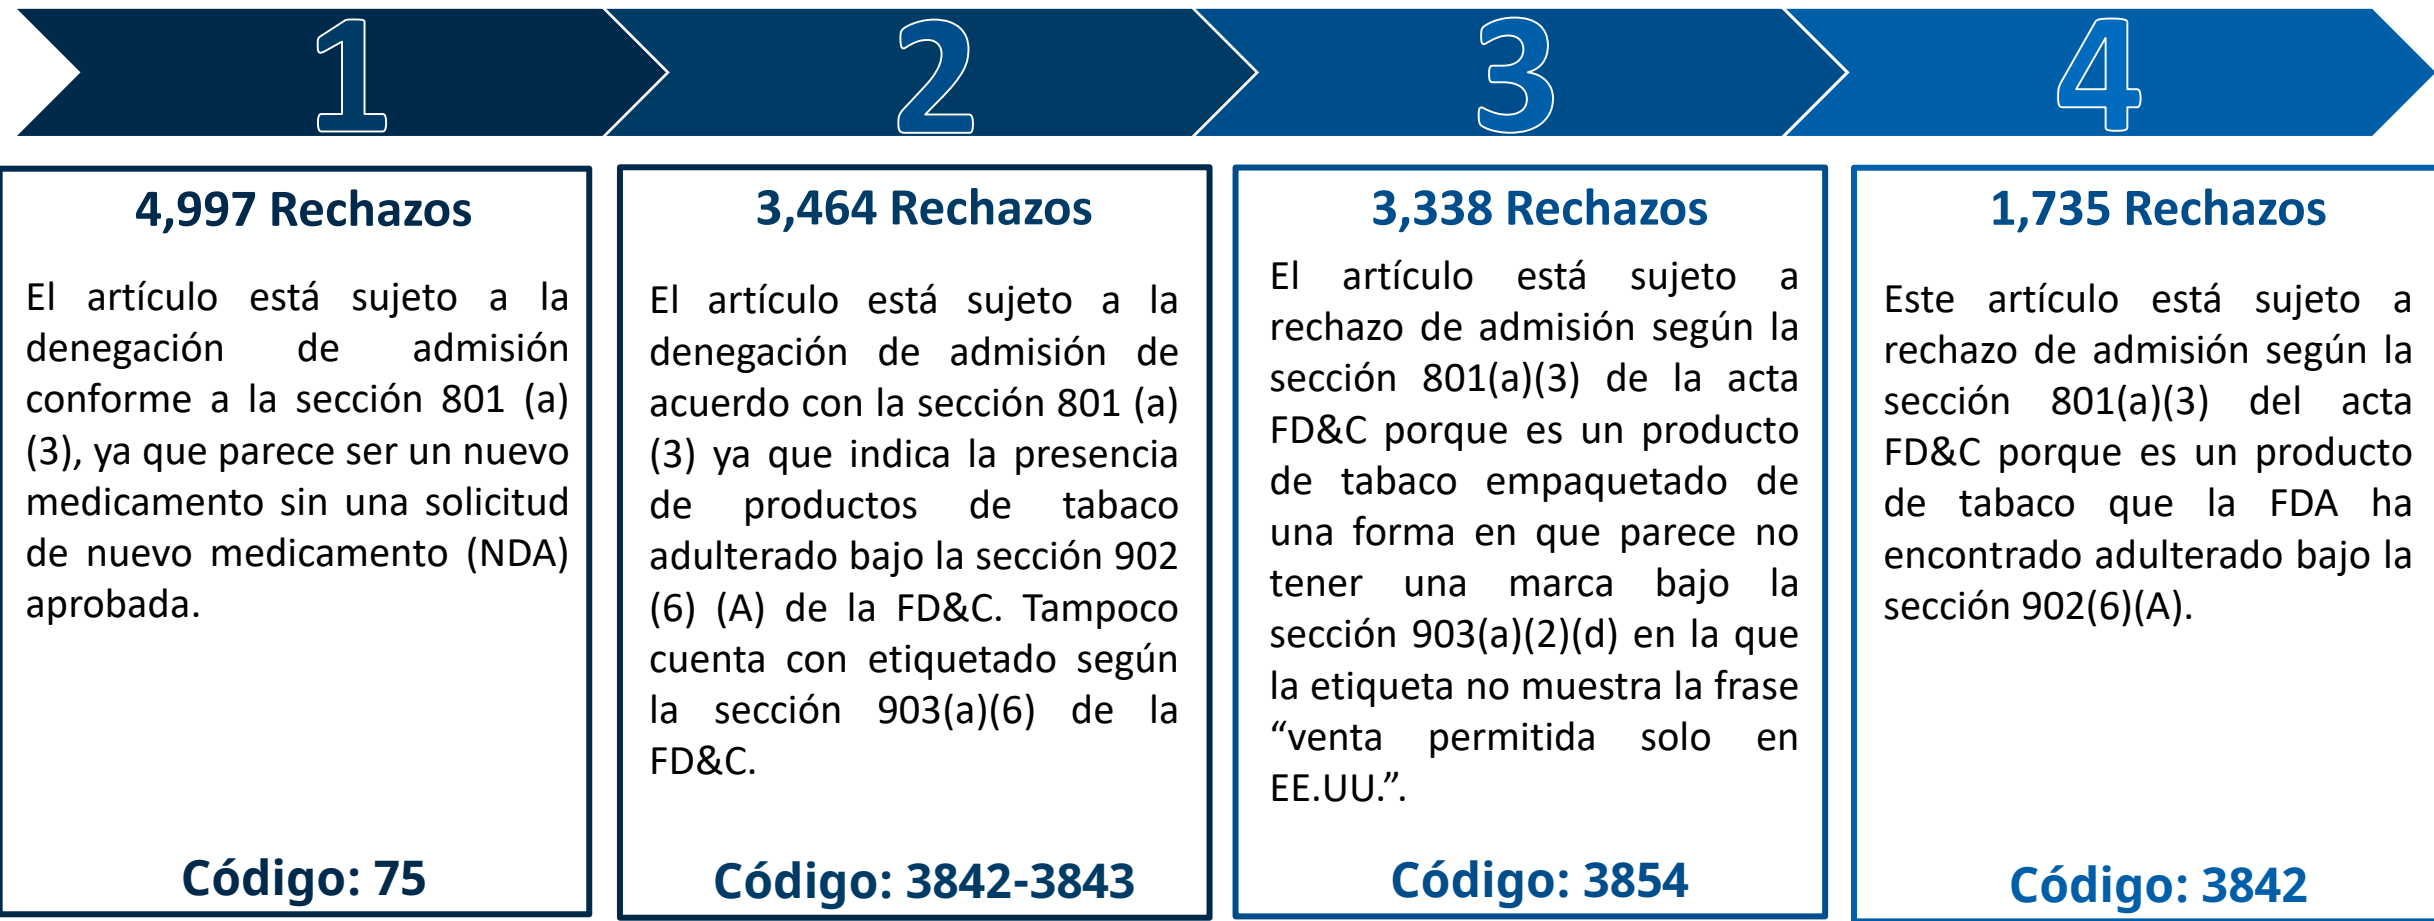 1
2
3
4
4,997 Rechazos
El artículo está sujeto a la
denegación de admisión
conforme a la sección 801 (a)
(3), ya que parece ser un nuevo
medicamento sin una solicitud
de nuevo medicamento (NDA)
aprobada.
Código: 75
3,464 Rechazos
El artículo está sujeto a la
denegación de admisión de
acuerdo con la sección 801 (a)
(3) ya que indica la presencia
de productos de tabaco
adulterado bajo la sección 902
(6) (A) de la FD&C. Tampoco
cuenta con etiquetado según
la sección 903(a)(6) de la
FD&C.
Código: 3842-3843
3,338 Rechazos
El artículo está sujeto a
rechazo de admisión según la
sección 801(a)(3) de la acta
FD&C porque es un producto
de tabaco empaquetado de
una forma en que parece no
tener una marca bajo la
sección 903(a)(2)(d) en la que
la etiqueta no muestra la frase
“venta permitida solo en
EE.UU.”.
Código: 3854
1,735 Rechazos
Este artículo está sujeto a
rechazo de admisión según la
sección 801(a)(3) del acta
FD&C porque es un producto
de tabaco que la FDA ha
encontrado adulterado bajo la
sección 902(6)(A).
Código: 3842